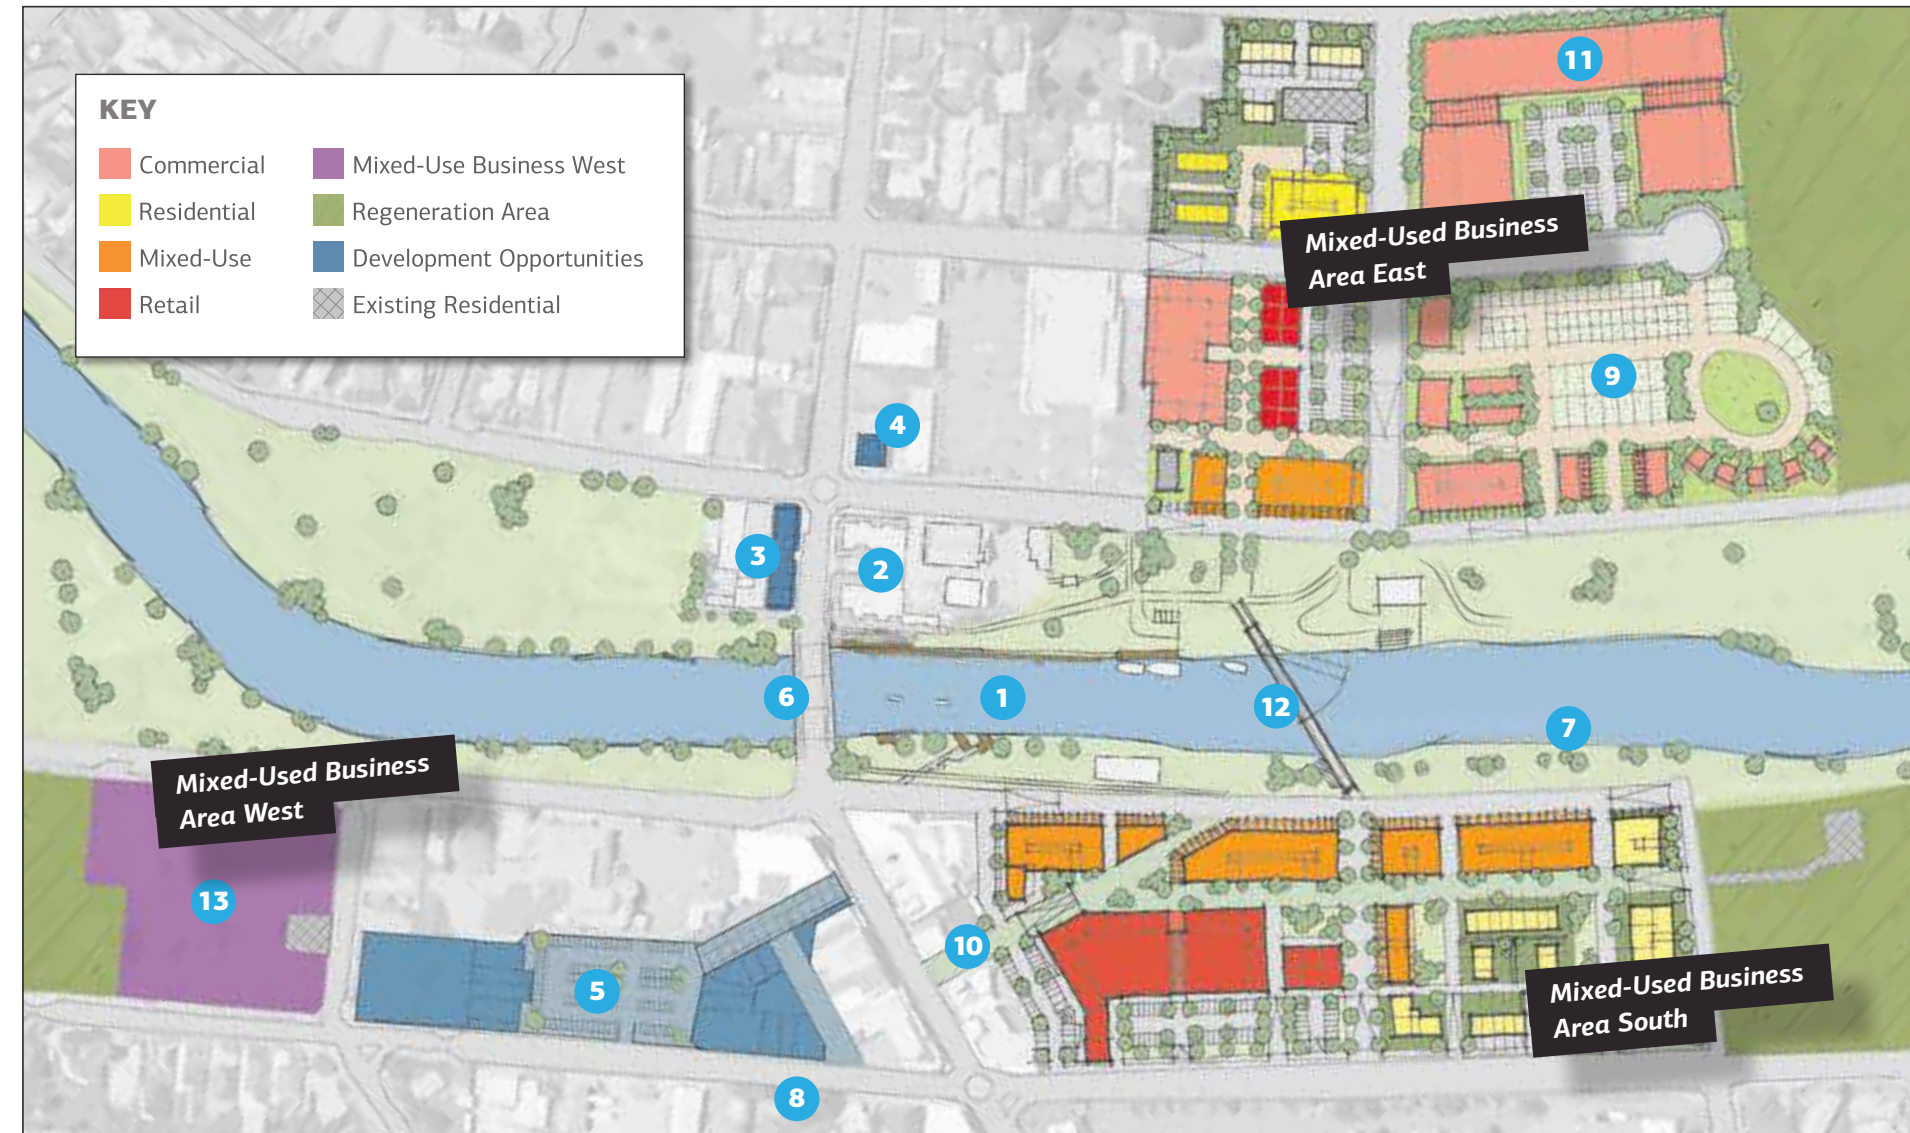 KEY
Commercial
Residential
Mixed-Use
Retail
Mixed-Use Business West
Regeneration Area
Development Opportunities
Existing Residential
11
Mixed-Used Business
Area East
9
4
3
2
6
1
12
7
Mixed-Used Business
Area West
13
10
5
Mixed-Used Business
Area South
8